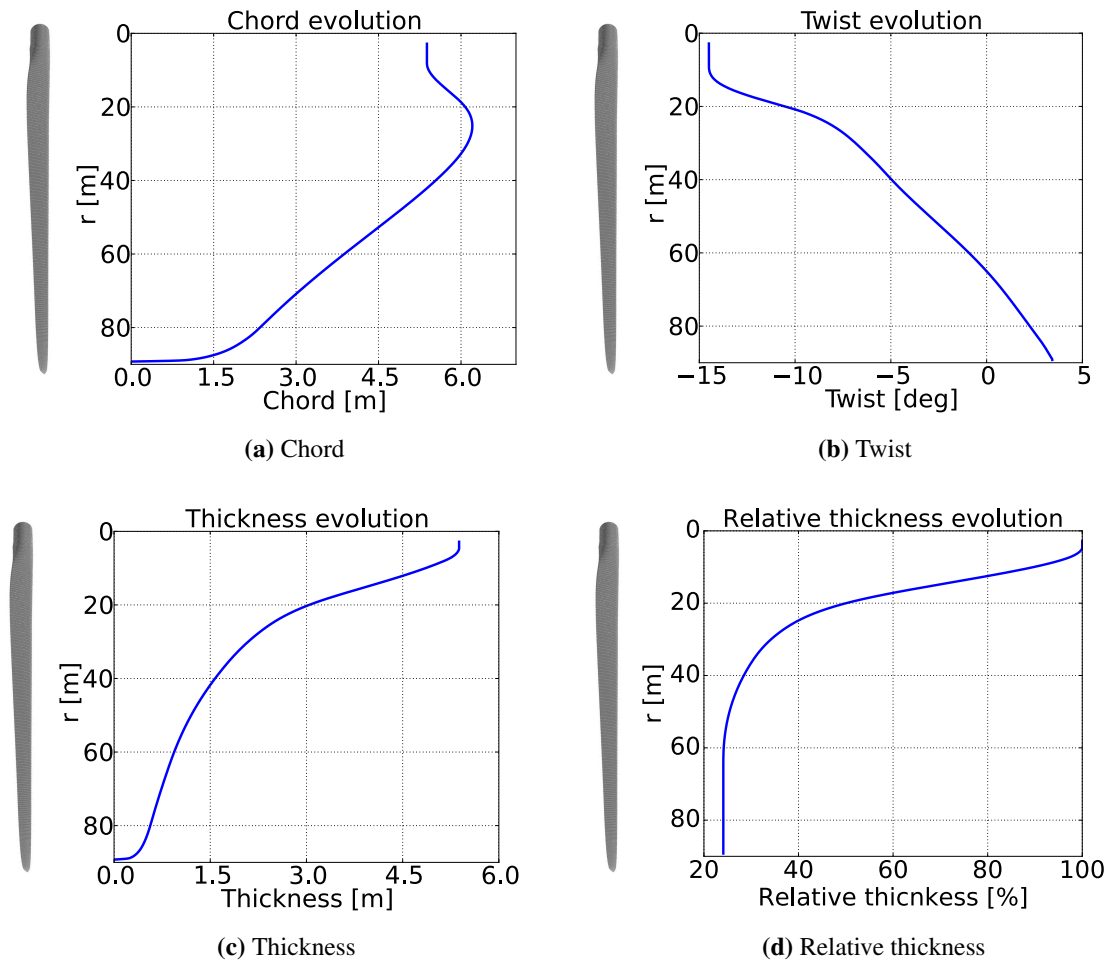 Chord evolution
0
20
40
60
80
r [m]
0.0 1.5 3.0 4.5 6.0
Chord [m]
(a) Chord
Twist evolution
0
20
40
60
80
r [m]
−15 −10 −5 0 5
Twist [deg]
(b) Twist
Thickness evolution
0
20
40
60
80
r [m]
0.0 1.5 3.0 4.5 6.0
Thickness [m]
(c) Thickness
Relative thickness evolution
0
20
40
60
80
r [m]
20 40 60 80 100
Relative thicnkess [%]
(d) Relative thickness